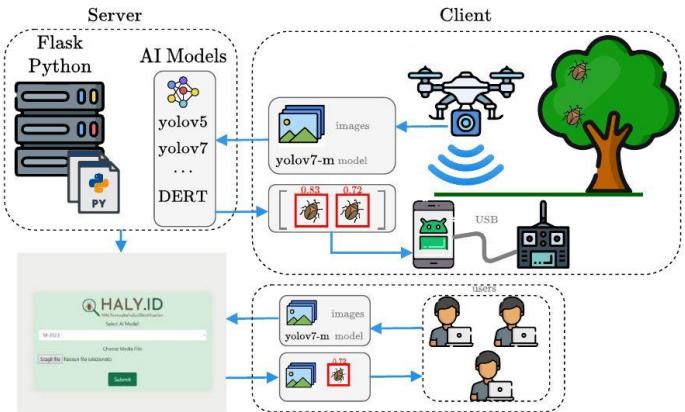 Server
Client
Flask
Python
AI Models
yolov5
yolov7
...
DERT
PY
images
yolov7-m model
0.83 0.72
USB
HALY.ID
Select AI Model:
M-2023
Choose Media File:
Scegli file Nessun file selezionato
Submit
users
images
yolov7-m model
0.72